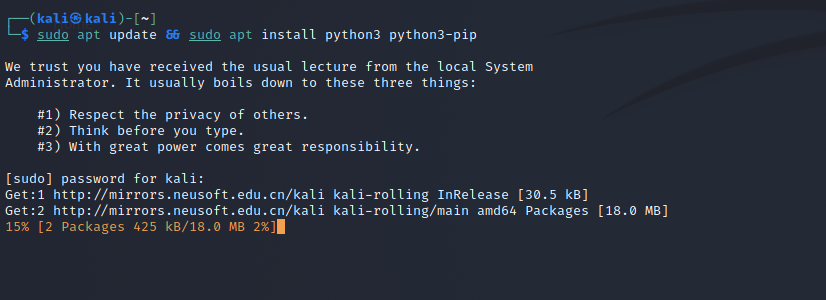 ┌──(kali㉿kali)-[~]
└─$ sudo apt update && sudo apt install python3 python3-pip
We trust you have received the usual lecture from the local System
Administrator. It usually boils down to these three things:
#1) Respect the privacy of others.
#2) Think before you type.
#3) With great power comes great responsibility.
[sudo] password for kali:
Get:1 http://mirrors.neusoft.edu.cn/kali kali-rolling InRelease [30.5 kB]
Get:2 http://mirrors.neusoft.edu.cn/kali kali-rolling/main amd64 Packages [18.0 MB]
15% [2 Packages 425 kB/18.0 MB 2%]